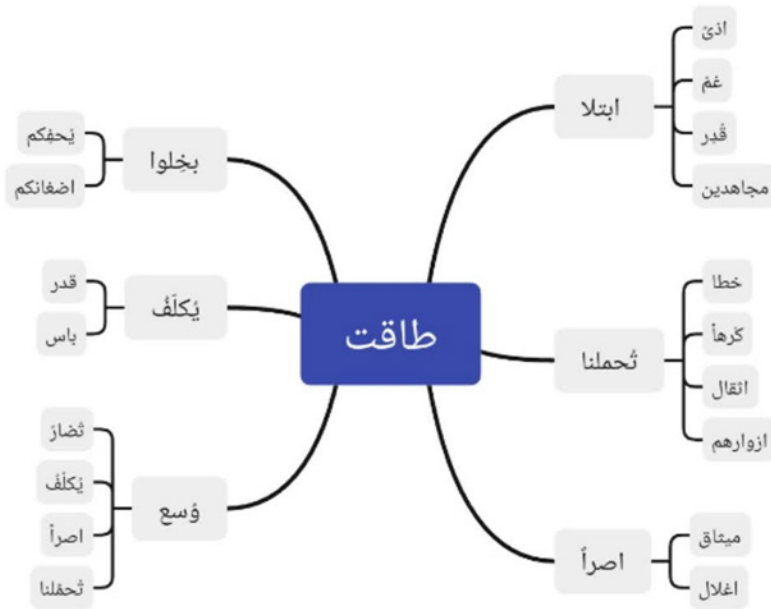 طاقت
ابتلا
اذیً
غمّ
قُدِر
مجاهدین
تُحملنا
خطا
کُرهاً
اثقال
اوزارهم
اصراً
میثاق
اغلال
بخِلوا
یُحفِکم
اضغانکم
یُکلّفُ
قدر
باس
وُسع
تُضارّ
یُکلّفُ
اصراً
تُحمّلنا